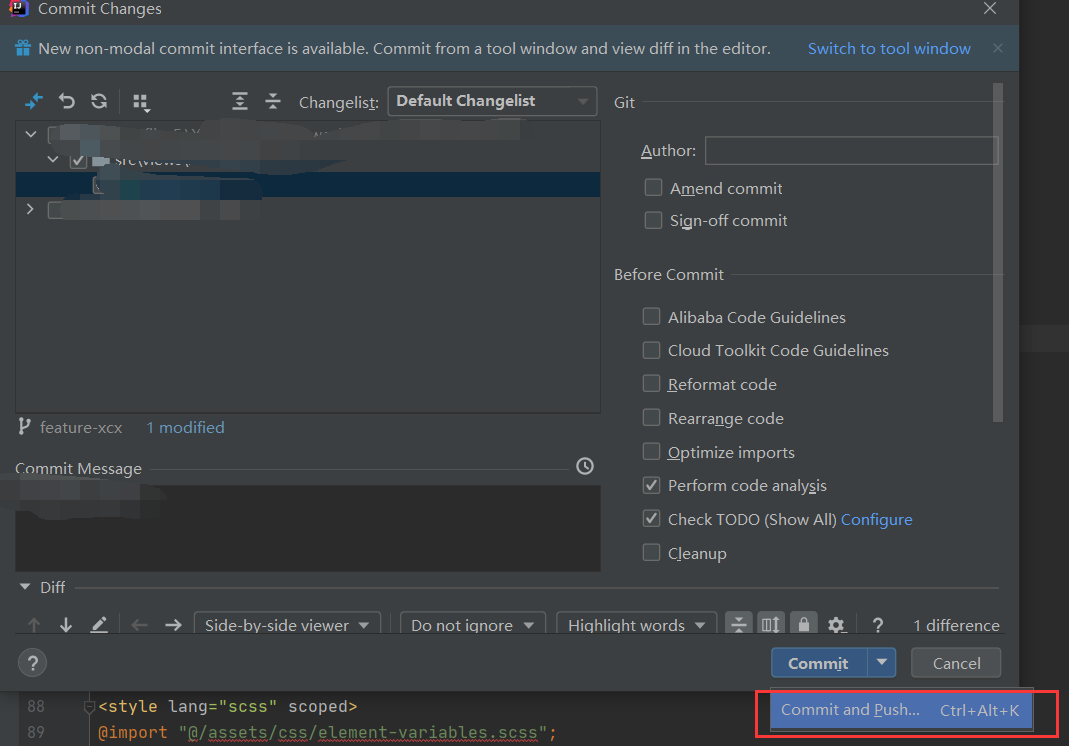 Commit Changes
New non-modal commit interface is available. Commit from a tool window and view diff in the editor. Switch to tool window
Changelist: Default Changelist
Git
Author:
Amend commit
Sign-off commit
Before Commit
Alibaba Code Guidelines
Cloud Toolkit Code Guidelines
Reformat code
Rearrange code
Optimize imports
Perform code analysis
Check TODO (Show All) Configure
Cleanup
src\views\
feature-xcx 1 modified
Commit Message
Diff
Side-by-side viewer Do not ignore Highlight words ? 1 difference
? Commit Cancel
Commit and Push... Ctrl+Alt+K
88 <style lang="scss" scoped>
89 @import "@/assets/css/element-variables.scss";